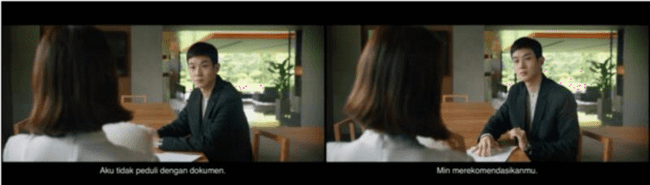 Aku tidak peduli dengan dokumen.
Min merekomendasikanmu.